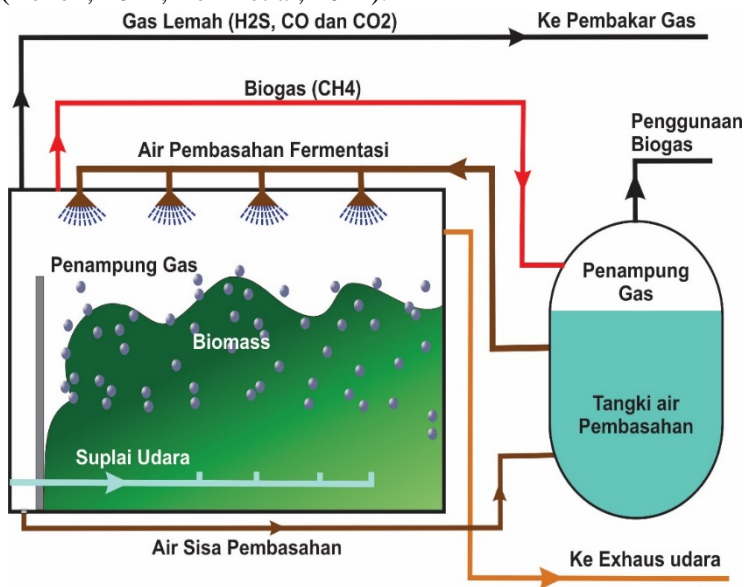 Gas Lemah (H2S, CO dan CO2)
Ke Pembakar Gas
Biogas (CH4)
Penggunaan
Biogas
Air Pembasahan Fermentasi
Penampung Gas
Penampung
Gas
Biomass
Tangki air
Pembasahan
Suplai Udara
Air Sisa Pembasahan
Ke Exhaus udara